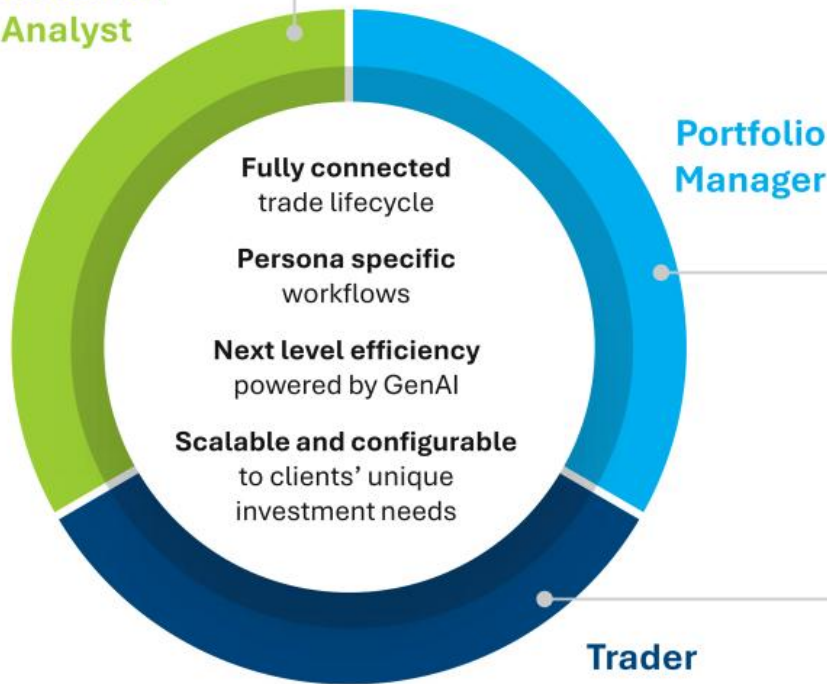 Analyst
Portfolio
Manager
Fully connected
trade lifecycle
Persona specific
workflows
Next level efficiency
powered by GenAI
Scalable and configurable
to clients’ unique
investment needs
Trader